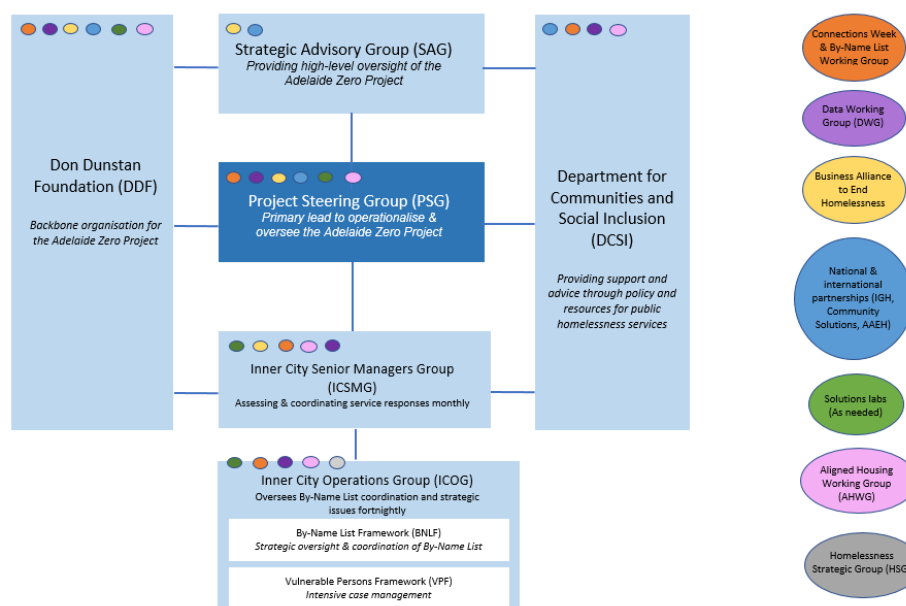 Strategic Advisory Group (SAG)
Providing high-level oversight of the
Adelaide Zero Project
Don Dunstan
Foundation (DDF)
Backbone organisation for
the Adelaide Zero Project
Project Steering Group (PSG)
Primary lead to operationalise &
oversee the Adelaide Zero Project
Department for
Communities and
Social Inclusion
(DCSI)
Providing support and
advice through policy and
resources for public
homelessness services
Inner City Senior Managers Group
(ICSMG)
Assessing & coordinating service responses monthly
Inner City Operations Group (ICOG)
Oversees By-Name List coordination and strategic
issues fortnightly
By-Name List Framework (BNLF)
Strategic oversight & coordination of By-Name List
Vulnerable Persons Framework (VPF)
Intensive case management
Connections Week
& By-Name List
Working Group
Data Working
Group (DWG)
Business Alliance
to End
Homelessness
National &
international
partnerships (IGH,
Community
Solutions, AAEH)
Solutions labs
(As needed)
Aligned Housing
Working Group
(AHWG)
Homelessness
Strategic Group (HSG